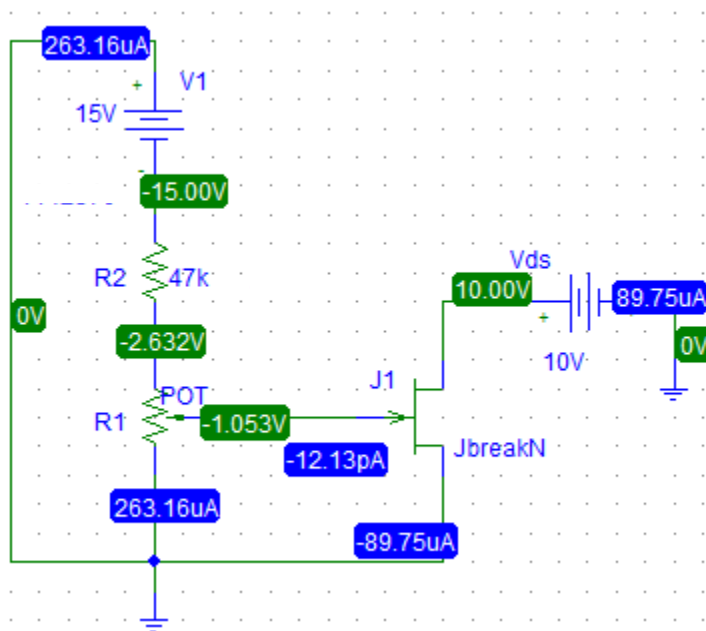 263.16uA
+
V1
15V
-
-15.00V
R2
47k
Vds
10.00V
89.75uA
0V
+
0V
-2.632V
10V
J1
POT
R1
-1.053V
JbreakN
-12.13pA
263.16uA
-89.75uA